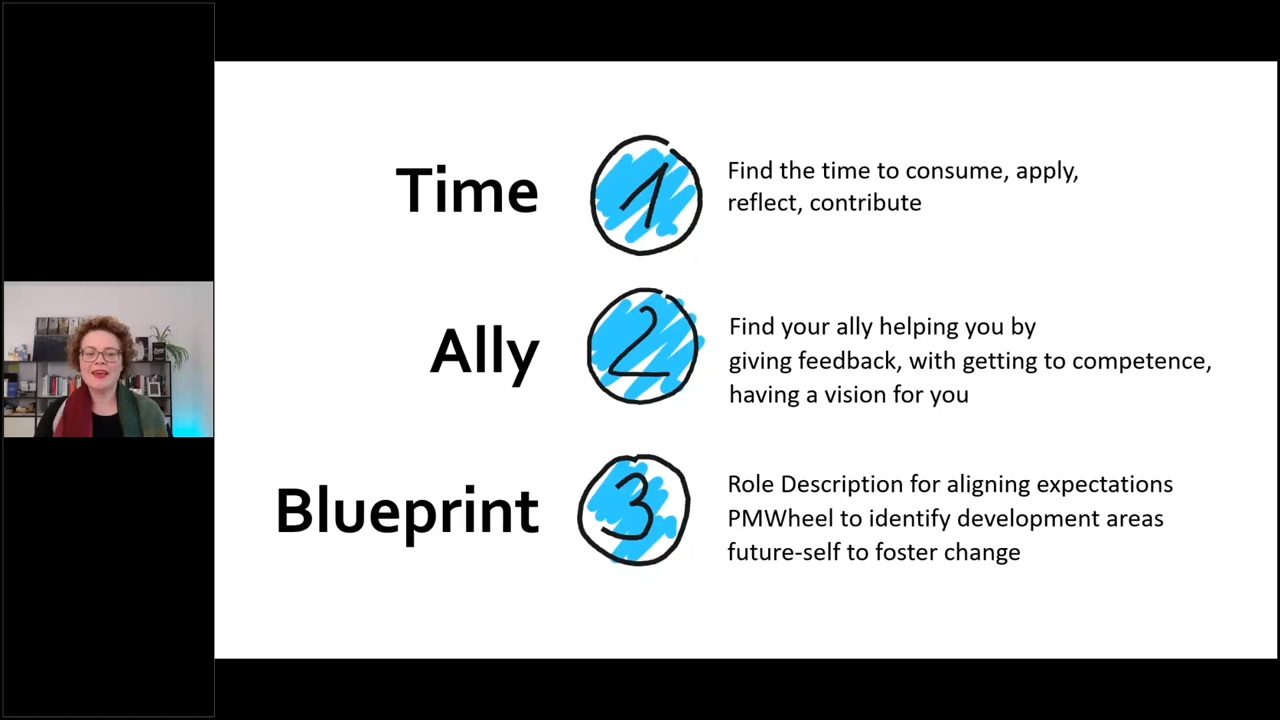 Time
1
Find the time to consume, apply,
reflect, contribute
Ally
2
Find your ally helping you by
giving feedback, with getting to competence,
having a vision for you
Blueprint
3
Role Description for aligning expectations
PMWheel to identify development areas
future-self to foster change